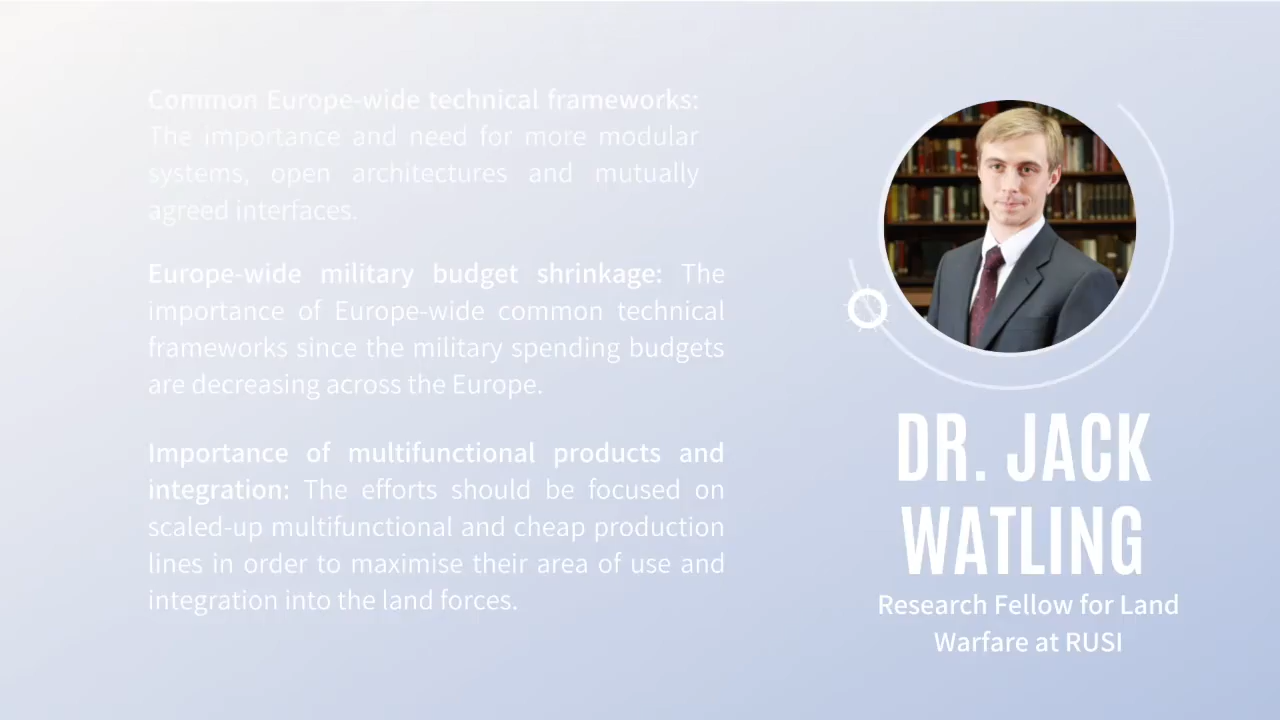 Common Europe-wide technical frameworks:
The importance and need for more modular
systems, open architectures and mutually
agreed interfaces.
Europe-wide military budget shrinkage: The
importance of Europe-wide common technical
frameworks since the military spending budgets
are decreasing across the Europe.
Importance of multifunctional products and
integration: The efforts should be focused on
scaled-up multifunctional and cheap production
lines in order to maximise their area of use and
integration into the land forces.
DR. JACK
WATLING
Research Fellow for Land
Warfare at RUSI